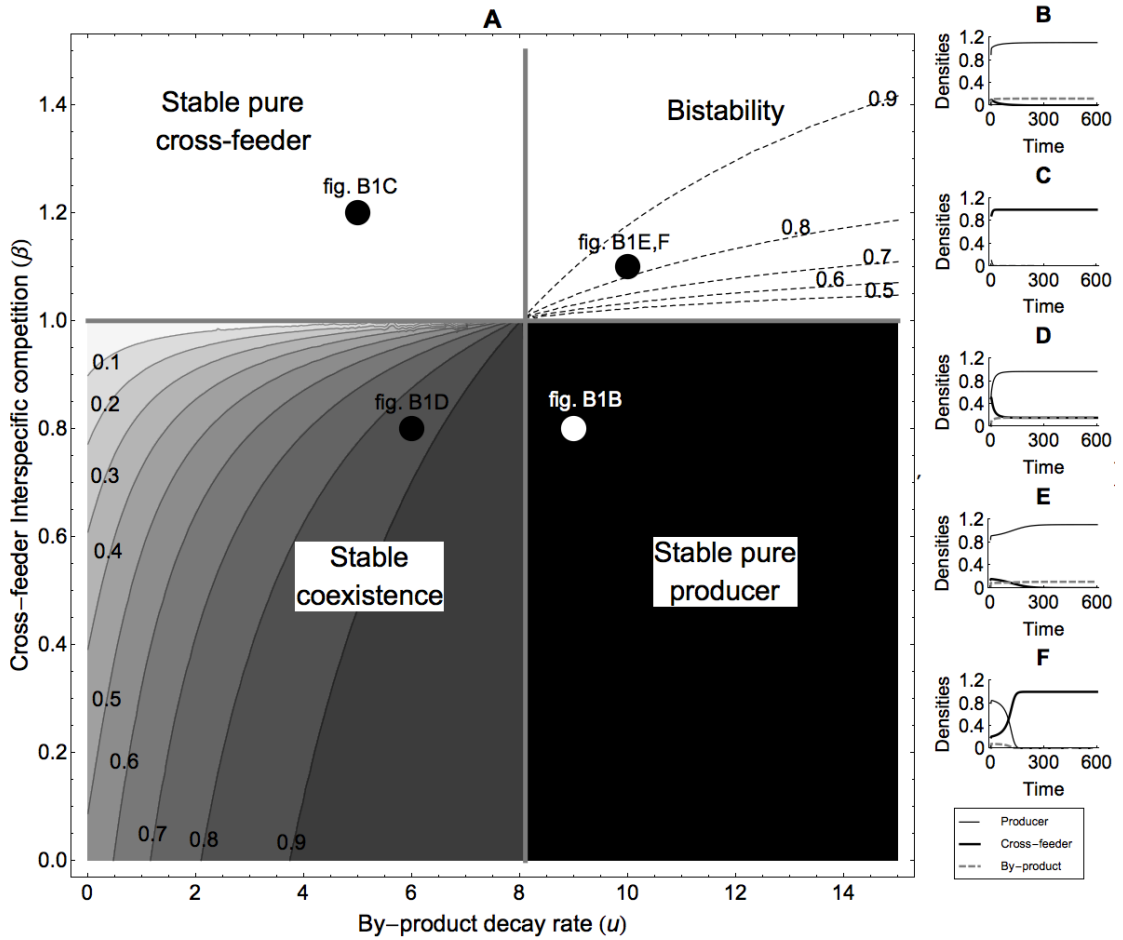 A
Stable pure
cross-feeder
Bistability
0.9
fig. B1C
fig. B1E,F
0.8
0.7
0.6
0.5
0.1
0.2
0.3
0.4
0.5
0.6
0.7
0.8
0.9
fig. B1D
fig. B1B
Stable
coexistence
Stable pure
producer
Cross−feeder Interspecific competition (β)
1.4
1.2
1.0
0.8
0.6
0.4
0.2
0.0
0
2
4
6
8
10
12
14
By−product decay rate (u)
B
Densities
1.2
0.8
0.4
0
0
300
600
Time
C
Densities
1.2
0.8
0.4
0
0
300
600
Time
D
Densities
1.2
0.8
0.4
0
0
300
600
Time
E
Densities
1.2
0.8
0.4
0
0
300
600
Time
F
Densities
1.2
0.8
0.4
0
0
300
600
Time
Producer
Cross−feeder
By−product